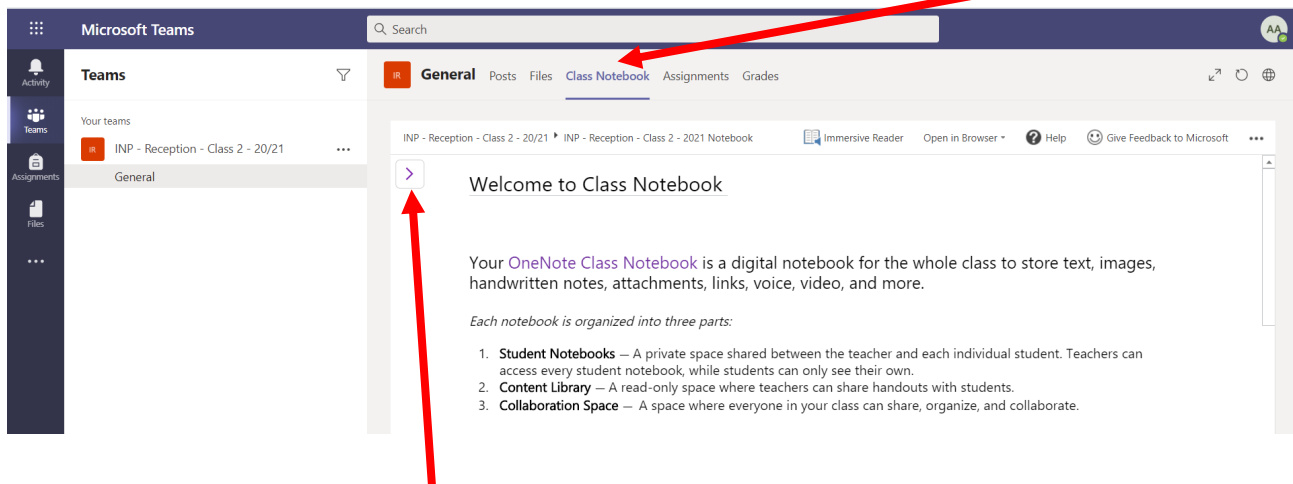 Microsoft Teams
Search
AA
Activity
Teams
Assignments
Files
Teams
Your teams
IR INP - Reception - Class 2 - 20/21 ...
General
IR General Posts Files Class Notebook Assignments Grades
INP - Reception - Class 2 - 20/21 INP - Reception - Class 2 - 2021 Notebook Immersive Reader Open in Browser Help Give Feedback to Microsoft ...
Welcome to Class Notebook
Your OneNote Class Notebook is a digital notebook for the whole class to store text, images,
handwritten notes, attachments, links, voice, video, and more.
Each notebook is organized into three parts:
1. Student Notebooks — A private space shared between the teacher and each individual student. Teachers can
access every student notebook, while students can only see their own.
2. Content Library — A read-only space where teachers can share handouts with students.
3. Collaboration Space — A space where everyone in your class can share, organize, and collaborate.